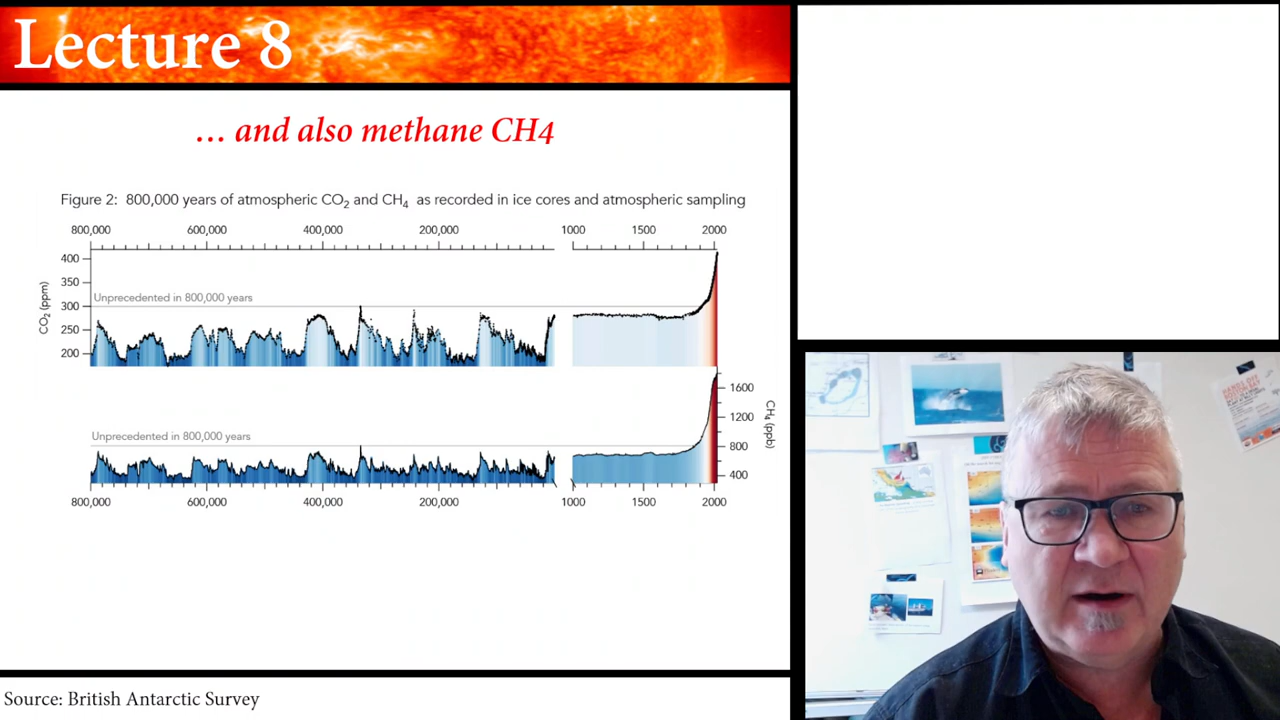 Lecture 8
... and also methane CH4
Figure 2: 800,000 years of atmospheric CO2 and CH4 as recorded in ice cores and atmospheric sampling
800,000 600,000 400,000 200,000 1000 1500 2000
400
350
300
250
200
CO2 (ppm)
Unprecedented in 800,000 years
1600
1200
800
400
CH4 (ppb)
Unprecedented in 800,000 years
800,000 600,000 400,000 200,000 1000 1500 2000
Source: British Antarctic Survey
HANDS OFF